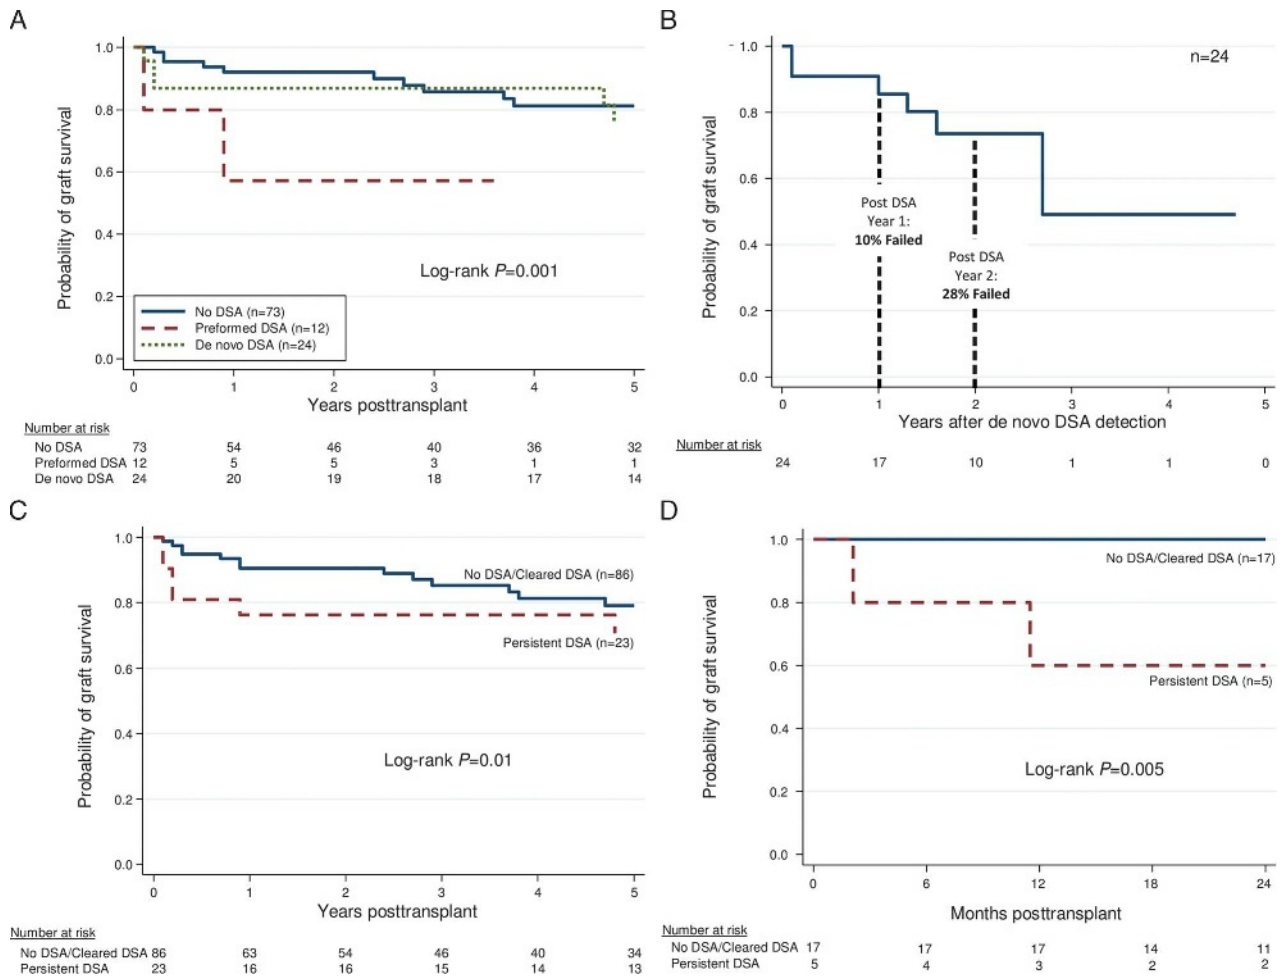 A
Probability of graft survival
1.0
0.8
0.6
0.4
0.2
0.0
Log-rank P=0.001
No DSA (n=73)
Preformed DSA (n=12)
De novo DSA (n=24)
0 1 2 3 4 5
Years posttransplant
Number at risk
No DSA 73 54 46 40 36 32
Preformed DSA 12 5 5 3 1 1
De novo DSA 24 20 19 18 17 14
B
Probability of graft survival
- 1.0
0.8
0.6
0.4
0.2
0.0
n=24
Post DSA
Year 1:
10% Failed
Post DSA
Year 2:
28% Failed
0 1 2 3 4 5
Years after de novo DSA detection
Number at risk
24 17 10 1 1 0
C
Probability of graft survival
1.0
0.8
0.6
0.4
0.2
0.0
No DSA/Cleared DSA (n=86)
Persistent DSA (n=23)
Log-rank P=0.01
0 1 2 3 4 5
Years posttransplant
Number at risk
No DSA/Cleared DSA 86 63 54 46 40 34
Persistent DSA 23 16 16 15 14 13
D
Probability of graft survival
1.0
0.8
0.6
0.4
0.2
0.0
No DSA/Cleared DSA (n=17)
Persistent DSA (n=5)
Log-rank P=0.005
0 6 12 18 24
Months posttransplant
Number at risk
No DSA/Cleared DSA 17 17 17 14 11
Persistent DSA 5 4 3 2 2